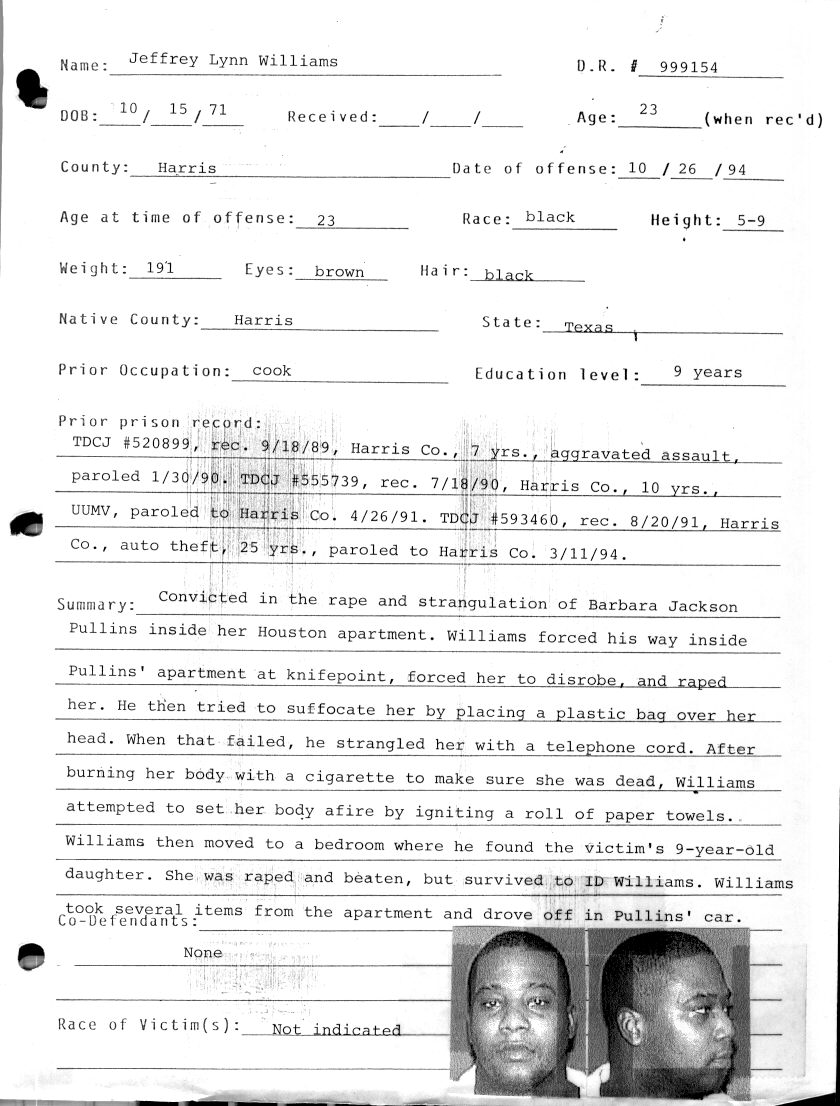 Name: Jeffrey Lynn Williams D.R. # 999154
DOB: 10 / 15 / 71 Received: / / Age: 23 (when rec'd)
County: Harris Date of offense: 10 / 26 / 94
Age at time of offense: 23 Race: black Height: 5-9
Weight: 191 Eyes: brown Hair: black
Native County: Harris State: Texas
Prior Occupation: cook Education level: 9 years
Prior prison record:
TDCJ #520899, rec. 9/18/89, Harris Co., 7 yrs., aggravated assault,
paroled 1/30/90. TDCJ #555739, rec. 7/18/90, Harris Co., 10 yrs.,
UUMV, paroled to Harris Co. 4/26/91. TDCJ #593460, rec. 8/20/91, Harris
Co., auto theft, 25 yrs., paroled to Harris Co. 3/11/94.
Summary: Convicted in the rape and strangulation of Barbara Jackson
Pullins inside her Houston apartment. Williams forced his way inside
Pullins' apartment at knifepoint, forced her to disrobe, and raped
her. He then tried to suffocate her by placing a plastic bag over her
head. When that failed, he strangled her with a telephone cord. After
burning her body with a cigarette to make sure she was dead, Williams
attempted to set her body afire by igniting a roll of paper towels.
Williams then moved to a bedroom where he found the victim's 9-year-old
daughter. She was raped and beaten, but survived to ID Williams. Williams
took several items from the apartment and drove off in Pullins' car.
Co-Defendants:
None
Race of Victim(s): Not indicated